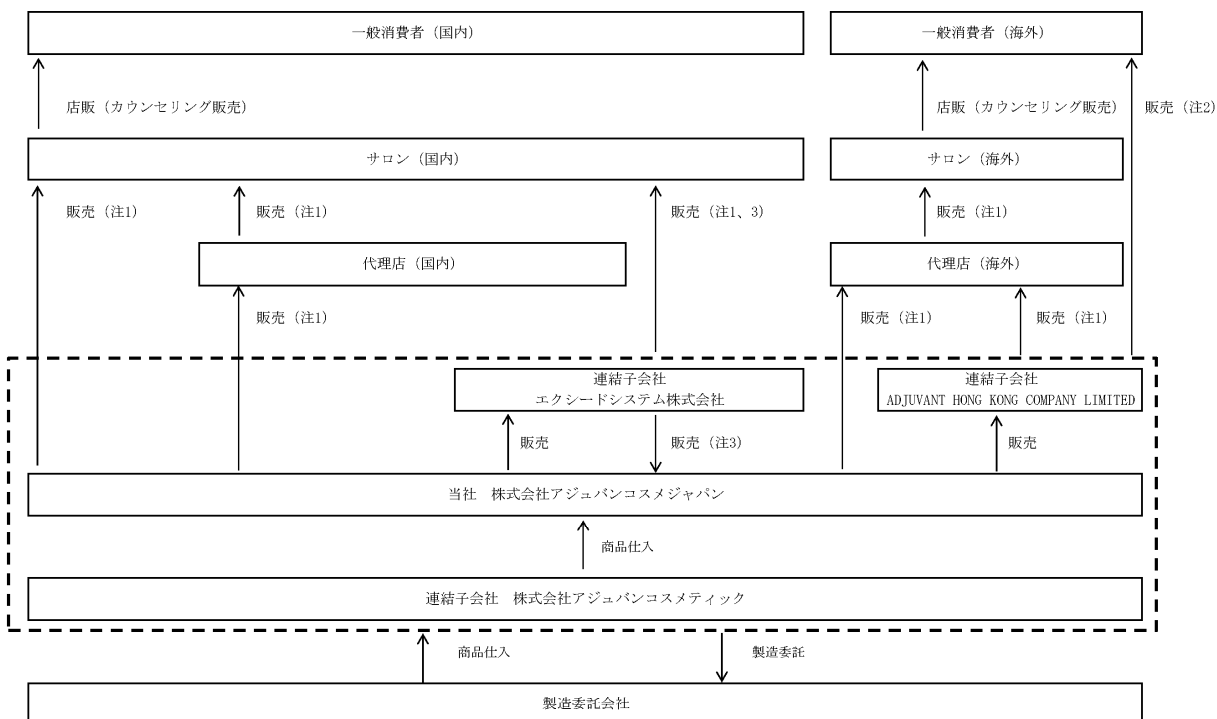 一般消費者（国内）
一般消費者（海外）
店販（カウンセリング販売）
店販（カウンセリング販売）
販売（注2）
サロン（国内）
サロン（海外）
販売（注1）
販売（注1）
販売（注1、3）
販売（注1）
代理店（国内）
代理店（海外）
販売（注1）
販売（注1）
販売（注1）
連結子会社
エクシードシステム株式会社
連結子会社
ADJUVANT HONG KONG COMPANY LIMITED
販売
販売（注3）
販売
当社　株式会社アジュバンコスメジャパン
商品仕入
連結子会社　株式会社アジュバンコスメティック
商品仕入
製造委託
製造委託会社